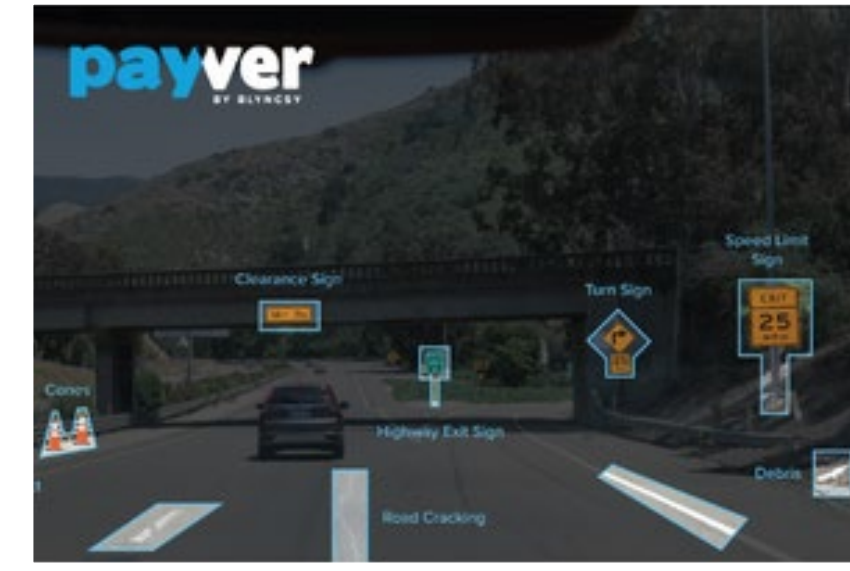 payver
BY BLYNCSY
Speed Limit
Sign
Clearance Sign
Turn Sign
EXIT
25
MPH
Cones
Highway Exit Sign
Debris
Road Cracking